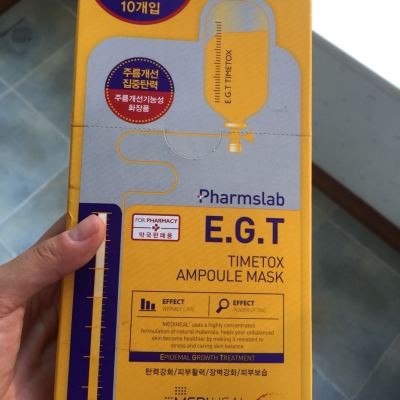 10개입
주름개선
집중탄력
주름개선기능성
화장품
E.G.T TIMETOX
Pharmslab
FOR PHARMACY
약국판매용
E.G.T
TIMETOX
AMPOULE MASK
EFFECT
WRINKLE CARE
EFFECT
POWER LIFTING
'MEDIHEAL' uses a highly concentrated
formulation of natural materials, helps your unbalanced
skin become healthier by making it resistant to
stress and caring skin balance.
EPIDEMAL GROWTH TREATMENT
탄력강화/피부활력/장벽강화/피부보습
MEDIHEAL